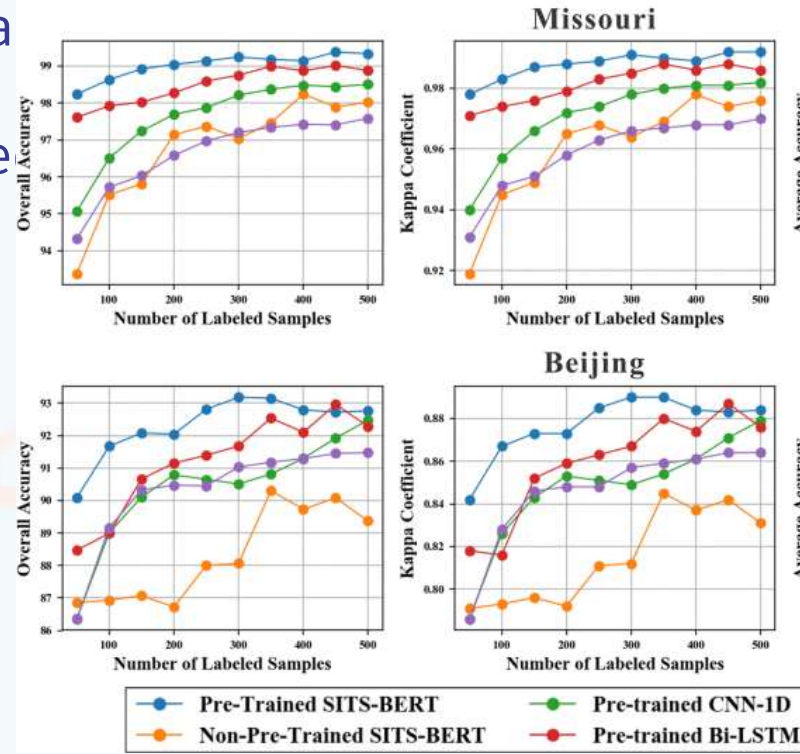 a
e
Missouri
Overall Accuracy
99
98
97
96
95
94
100 200 300 400 500
Number of Labeled Samples
Kappa Coefficient
0.98
0.96
0.94
0.92
100 200 300 400 500
Number of Labeled Samples
Average Accuracy
Beijing
Overall Accuracy
93
92
91
90
89
88
87
86
100 200 300 400 500
Number of Labeled Samples
Kappa Coefficient
0.88
0.86
0.84
0.82
0.80
100 200 300 400 500
Number of Labeled Samples
Average Accuracy
Pre-Trained SITS-BERT Pre-trained CNN-1D
Non-Pre-Trained SITS-BERT Pre-trained Bi-LSTM